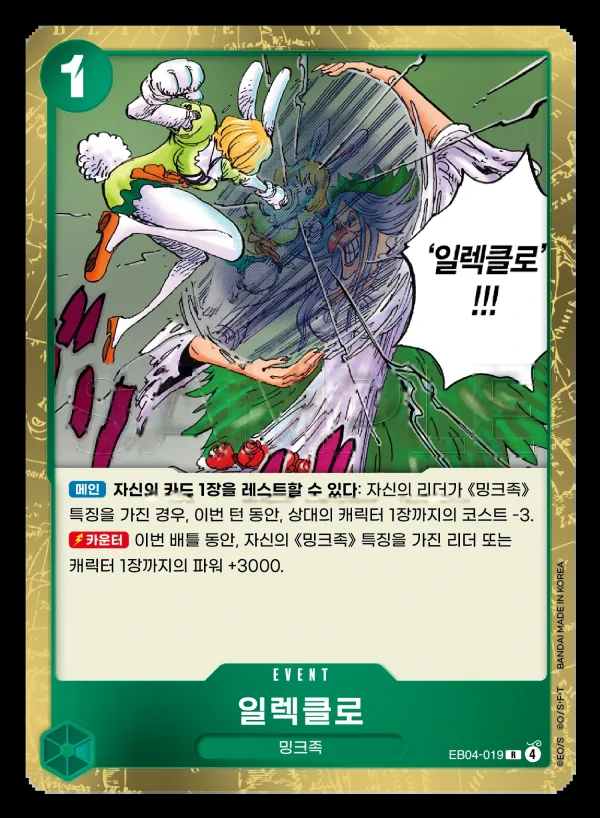 1
‘일렉클로’
!!!
SAMPLE
메인 자신의 카드 1장을 레스트할 수 있다: 자신의 리더가 《밍크족》
특징을 가진 경우, 이번 턴 동안, 상대의 캐릭터 1장까지의 코스트 -3.
카운터 이번 배틀 동안, 자신의 《밍크족》 특징을 가진 리더 또는
캐릭터 1장까지의 파워 +3000.
EVENT
일렉클로
밍크족
EB04-019 R 4
©EO/S ©O/S·F·T BANDAI MADE IN KOREA